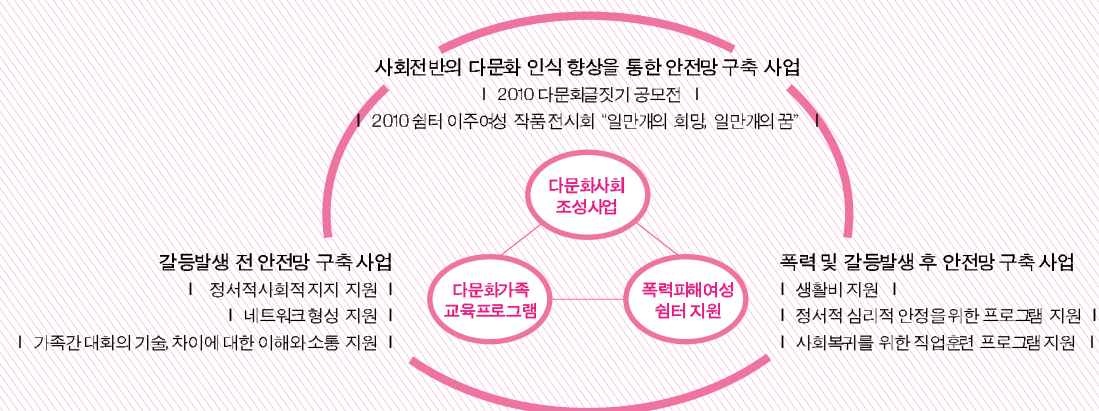 사회전반의 다문화 인식 향상을 통한 안전망 구축 사업
| 2010 다문화글짓기 공모전 |
| 2010 쉼터 이주여성 작품전시회 “일만개의 희망, 일만개의 꿈” |
다문화사회
조성사업
갈등발생 전 안전망 구축사업
| 정서적사회적지지 지원 |
| 네트워크형성 지원 |
| 가족간 대화의 기술, 차이에 대한 이해와 소통 지원 |
다문화가족
교육프로그램
폭력피해여성
쉼터 지원
폭력 및 갈등발생 후 안전망 구축사업
| 생활비 지원 |
| 정서적 심리적 안정을 위한 프로그램 지원 |
| 사회복귀를 위한 직업훈련 프로그램 지원 |